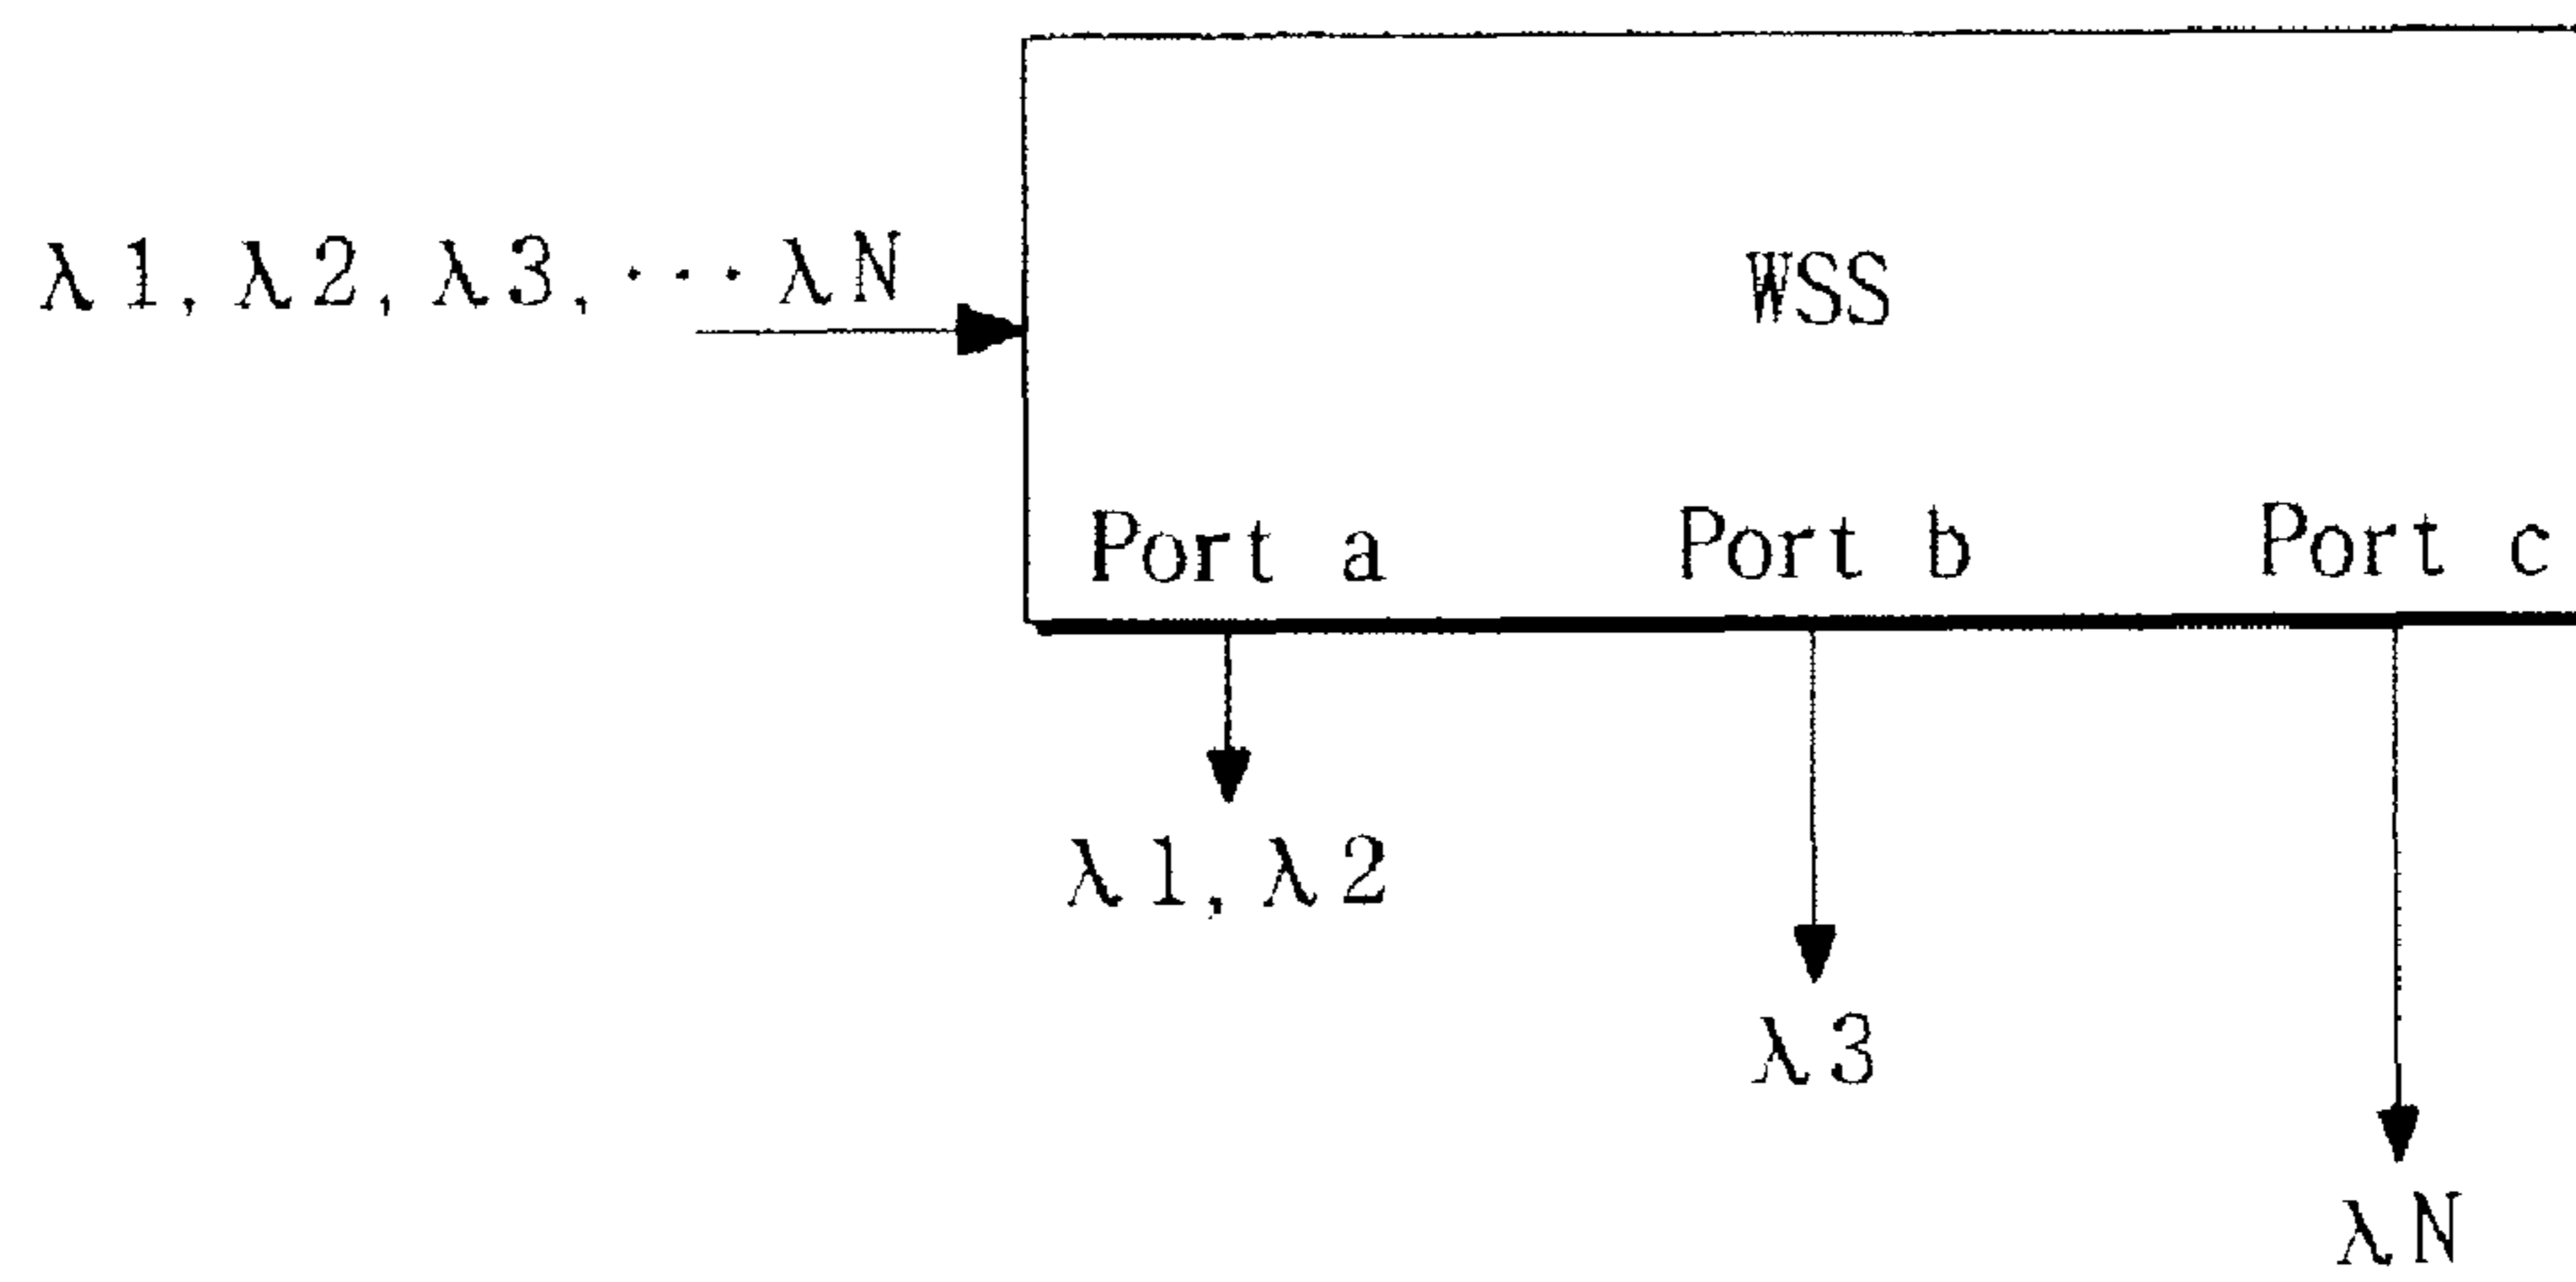 λ1, λ2, λ3, ··· λN
WSS
Port a
Port b
Port c
λ1, λ2
λ3
λN